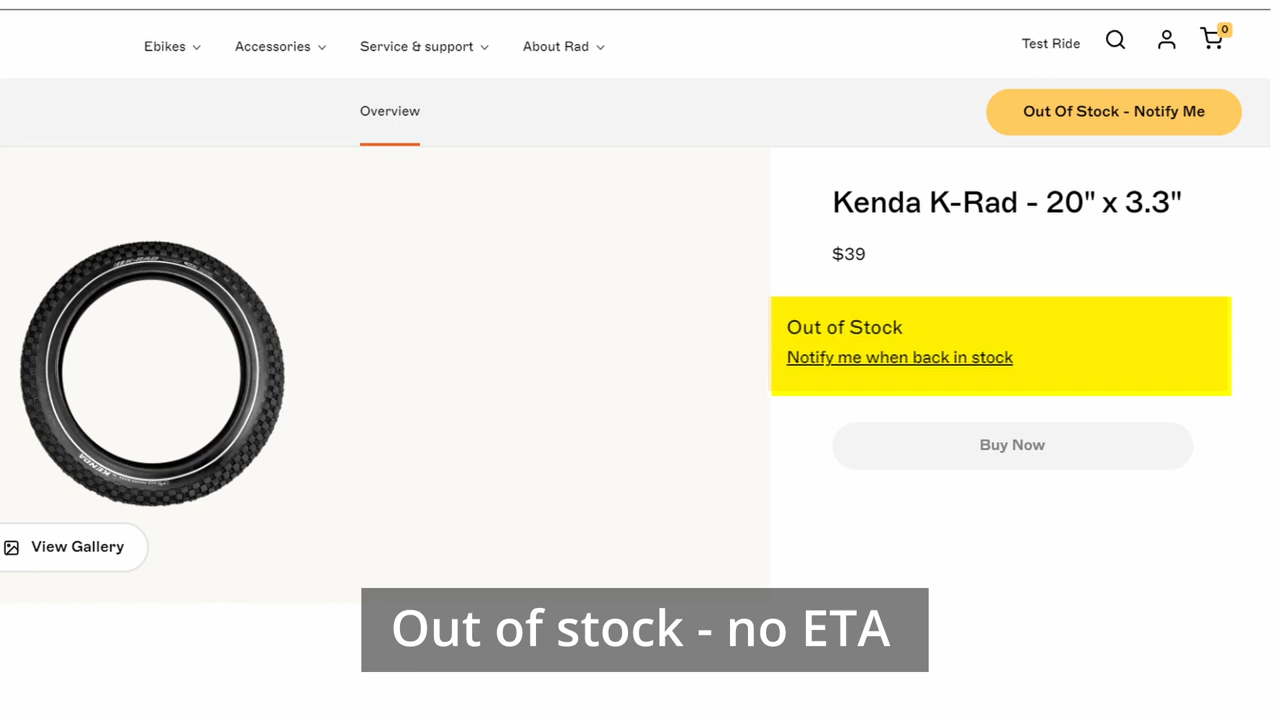 Ebikes
Accessories
Service & support
About Rad
Test Ride
0
Overview
Out Of Stock - Notify Me
Kenda K-Rad - 20" x 3.3"
$39
Out of Stock
Notify me when back in stock
Buy Now
K-RAD
KENDA
View Gallery
Out of stock - no ETA